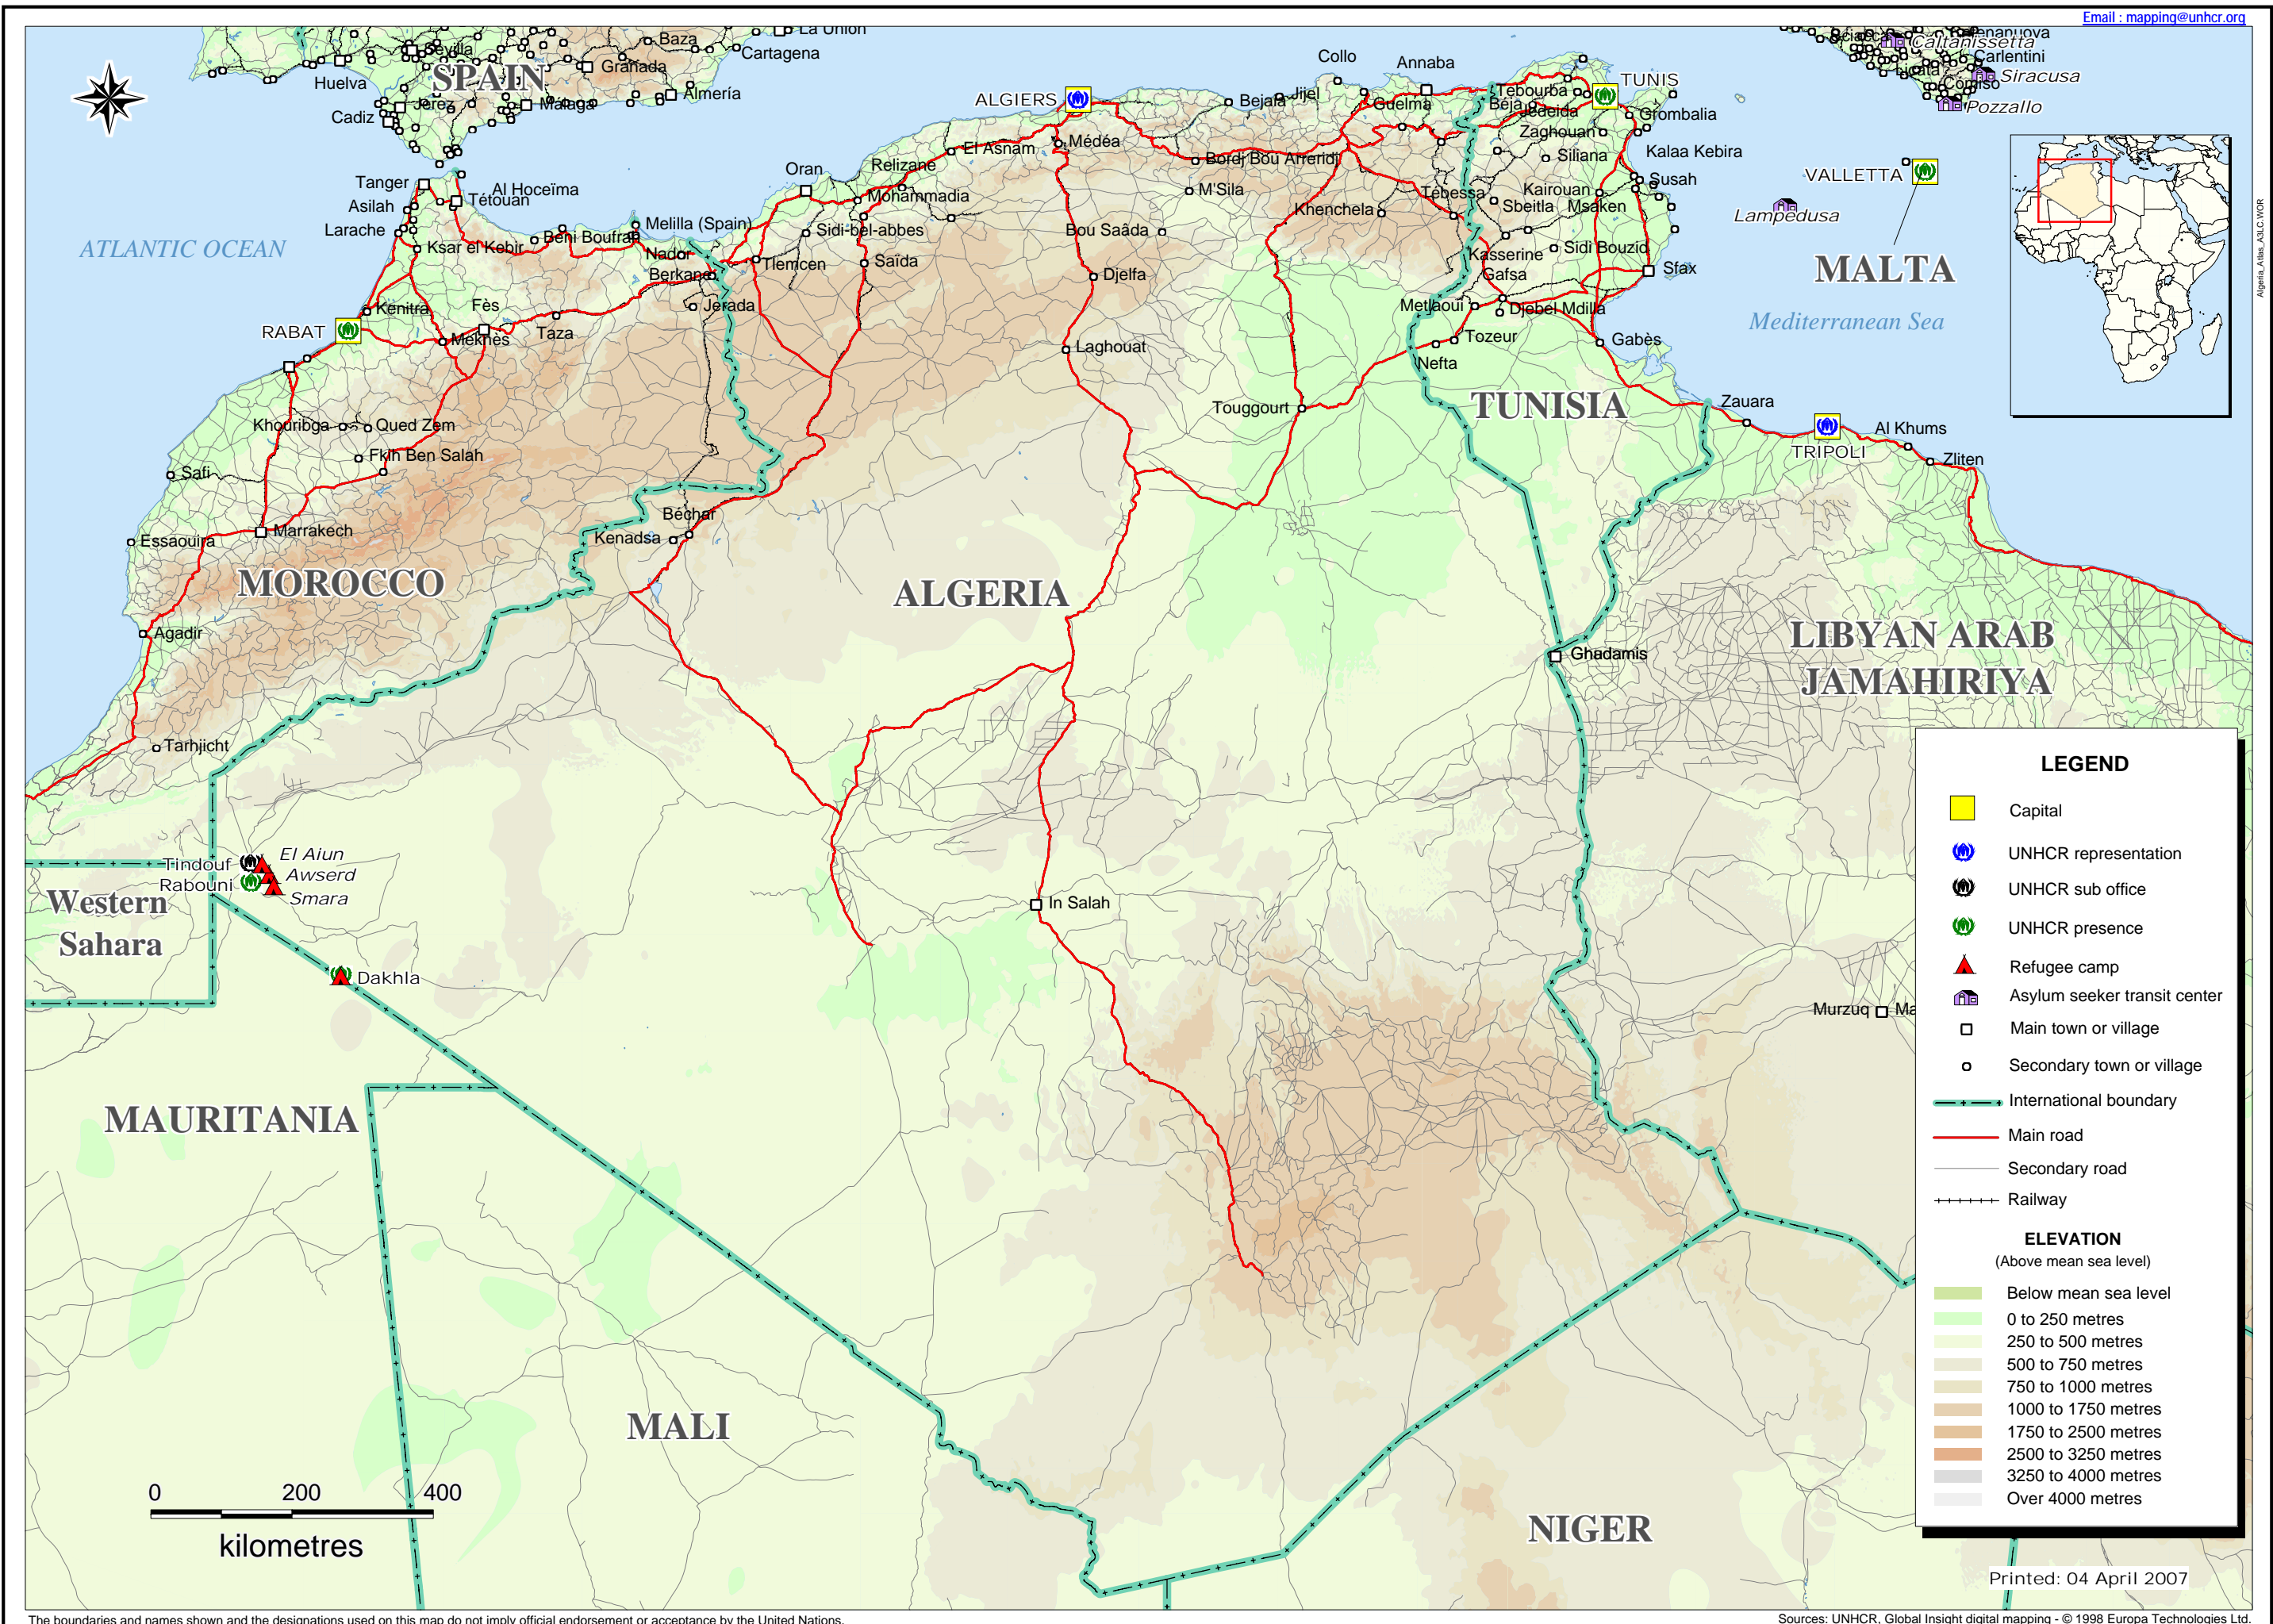 Email : mapping@unhcr.org
Algeria_Atlas_A3LC.WOR
La Union
Baza
Cartagena
Sevilla
Granada
Huelva
SPAIN
Almería
Jerez
Málaga
Cadiz
Caltanissetta
Carlentini
Licata
Siracusa
Comiso
Pozzallo
Collo
Annaba
TUNIS
ALGIERS
Bejaia
Jijel
Guelma
Tebourba
Béja
Jedeida
Grombalia
Zaghouan
Médéa
El Asnam
Bordj Bou Arreridj
Siliana
Kalaa Kebira
Oran
Relizane
VALLETTA
Tanger
Al Hoceïma
Tétouan
Mohammadia
M'Sila
Tébessa
Kairouan
Susah
Asilah
Khenchela
Sbeitla
Msaken
Lampedusa
Larache
Melilla (Spain)
Sidi-bel-abbes
Bou Saâda
ATLANTIC OCEAN
Ksar el Kebir
Beni Boufrah
Nador
Tlemcen
Saïda
Kasserine
Sidi Bouzid
Berkane
Djelfa
Gafsa
Sfax
MALTA
Kenitra
Fès
Jerada
Metlaoui
Djebel Mdilla
Mediterranean Sea
RABAT
Meknès
Taza
Laghouat
Tozeur
Gabès
Nefta
Touggourt
TUNISIA
Zauara
Khouribga
Qued Zem
Al Khums
TRIPOLI
Fkih Ben Salah
Zliten
Safi
Béchar
Marrakech
Kenadsa
Essaouira
MOROCCO
ALGERIA
Agadir
LIBYAN ARAB
JAMAHIRIYA
Ghadamis
Tarhjicht
Tindouf
El Aiun
Rabouni
Awserd
Smara
Western
Sahara
In Salah
Dakhla
Murzuq
Ma
MAURITANIA
MALI
NIGER
LEGEND
Capital
UNHCR representation
UNHCR sub office
UNHCR presence
Refugee camp
Asylum seeker transit center
Main town or village
Secondary town or village
International boundary
Main road
Secondary road
Railway
ELEVATION
(Above mean sea level)
Below mean sea level
0 to 250 metres
250 to 500 metres
500 to 750 metres
750 to 1000 metres
1000 to 1750 metres
1750 to 2500 metres
2500 to 3250 metres
3250 to 4000 metres
Over 4000 metres
0 200 400
kilometres
Printed: 04 April 2007
The boundaries and names shown and the designations used on this map do not imply official endorsement or acceptance by the United Nations.
Sources: UNHCR, Global Insight digital mapping - © 1998 Europa Technologies Ltd.